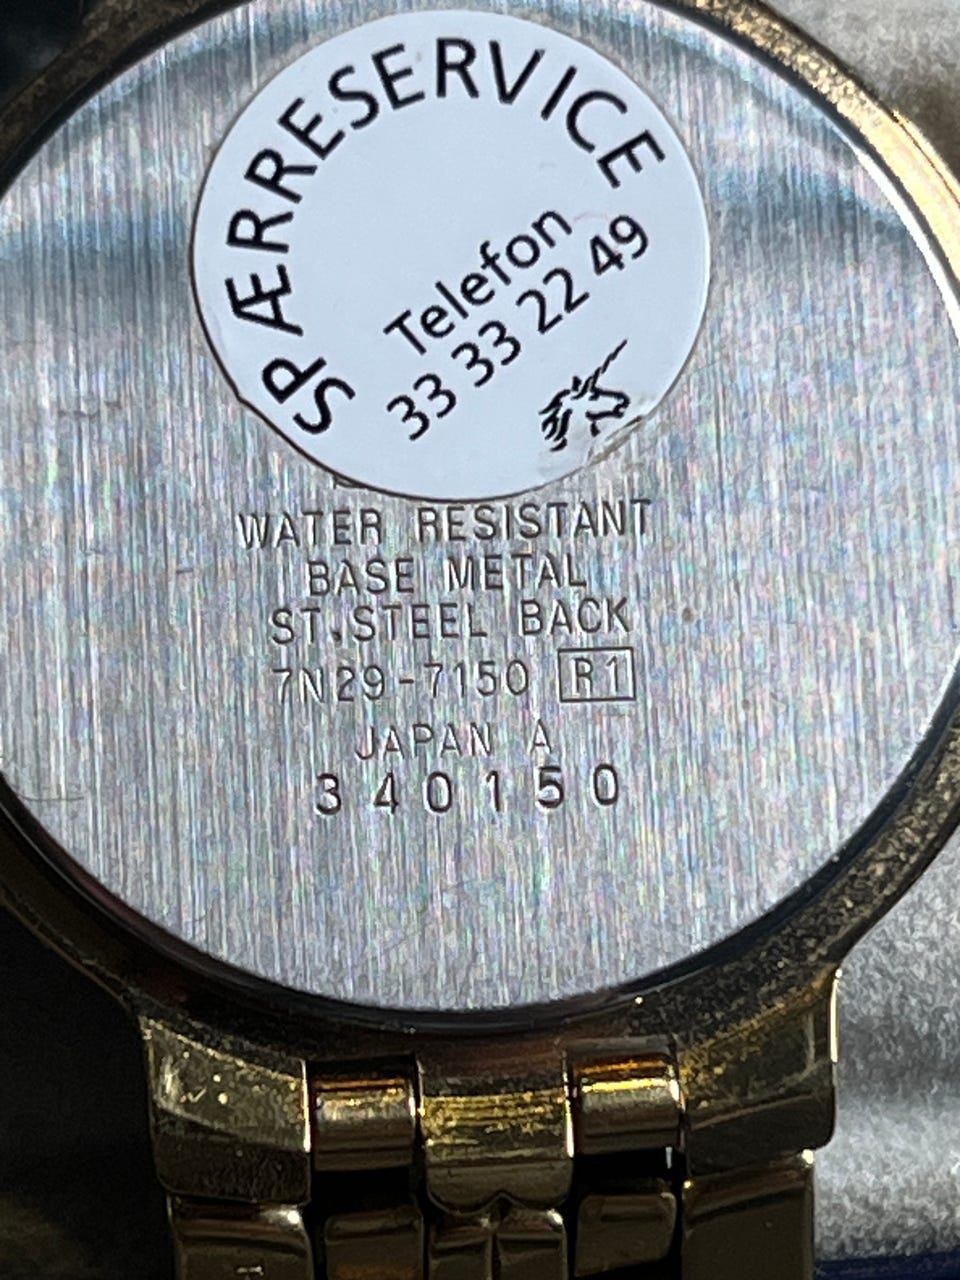 SPÆRRESERVICE
Telefon
33 33 22 49
WATER RESISTANT
BASE METAL
ST.STEEL BACK
7N29-7150 R1
JAPAN A
340150